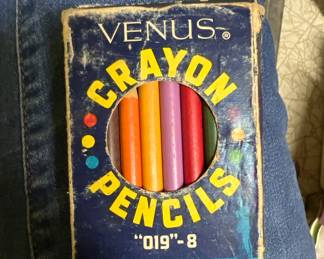 VENUS®
CRAYON
PENCILS
"019"-8